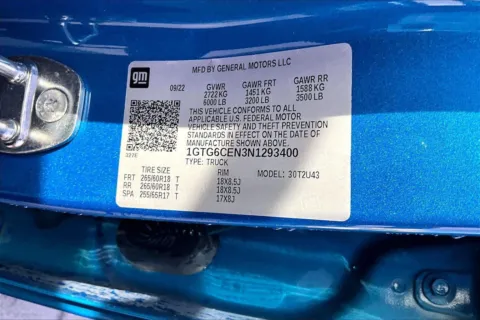 gm
MFD BY GENERAL MOTORS LLC
09/22
GVWR GAWR FRT GAWR RR
2722 KG 1451 KG 1588 KG
6000 LB 3200 LB 3500 LB
THIS VEHICLE CONFORMS TO ALL
APPLICABLE U.S. FEDERAL MOTOR
VEHICLE SAFETY AND THEFT PREVENTION
STANDARDS IN EFFECT ON THE DATE OF
MANUFACTURE SHOWN ABOVE.
1GTG6CEN3N1293400
TYPE: TRUCK
TIRE SIZE RIM MODEL: 30T2U43
FRT 265/60R18 T 18X8.5J
RR 265/60R18 T 18X8.5J
SPA 255/65R17 T 17X8J